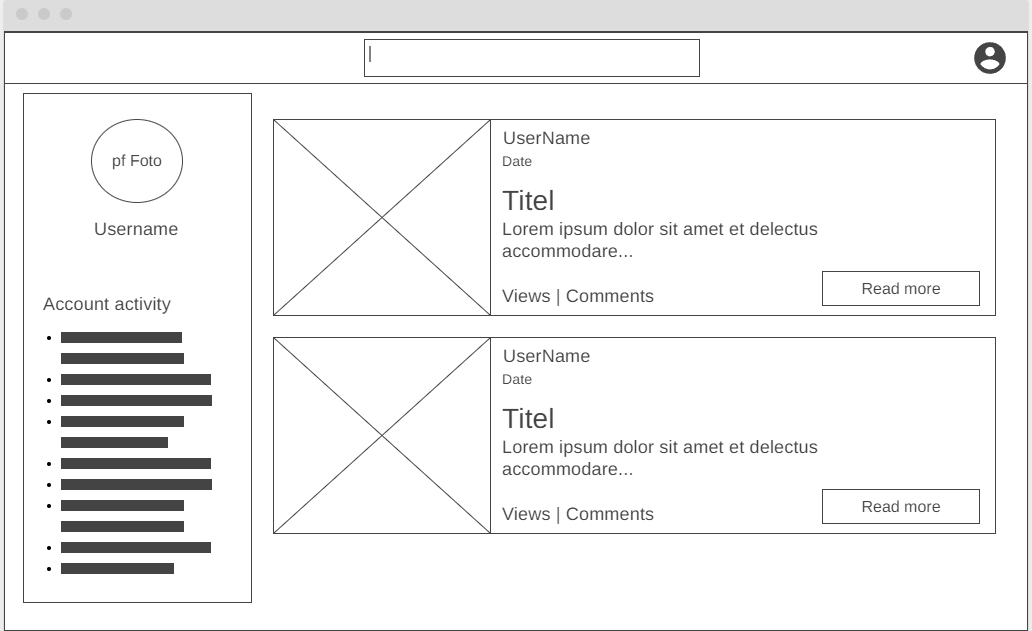 pf Foto
Username
Account activity
UserName
Date
Titel
Lorem ipsum dolor sit amet et delectus
accommodare...
Views | Comments
Read more
UserName
Date
Titel
Lorem ipsum dolor sit amet et delectus
accommodare...
Views | Comments
Read more